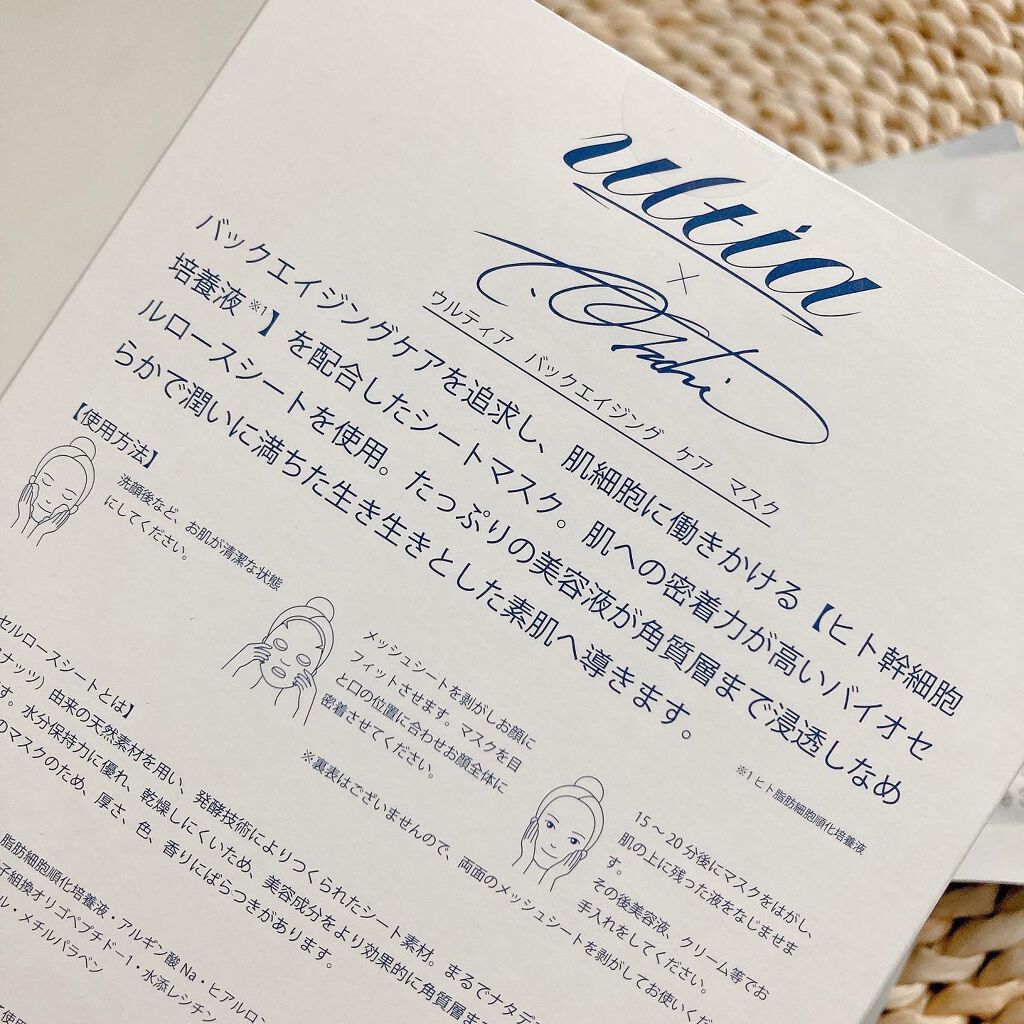 ultia
×
ウルティア バックエイジング ケア マスク
バックエイジングケアを追求し、肌細胞に働きかける【ヒト幹細胞
培養液※1】を配合したシートマスク。肌への密着力が高いバイオセ
ルロースシートを使用。たっぷりの美容液が角質層まで浸透しなめ
らかで潤いに満ちた生き生きとした素肌へ導きます。
※1 ヒト脂肪細胞順化培養液
【使用方法】
洗顔後など、お肌が清潔な状態
にしてください。
メッシュシートを剥がしお顔に
フィットさせます。マスクを目
と口の位置に合わせお顔全体に
密着させてください。
15～20分後にマスクをはがし、
肌の上に残った液をなじませま
す。
その後美容液、クリーム等でお
手入れをしてください。
※裏表はございませんので、両面のメッシュシートを剥がしてお使いくだ
セルロースシートとは】
ナッツ）由来の天然素材を用い、発酵技術によりつくられたシート素材。まるでナタデ
す。水分保持力に優れ、乾燥しにくいため、美容成分をより効果的に角質層ま
のマスクのため、厚さ、色、香りにばらつきがあります。
脂肪細胞順化培養液・アルギン酸Na・ヒアルロン
子組換オリゴペプチド-1・水添レシチン
ル・メチルパラベン